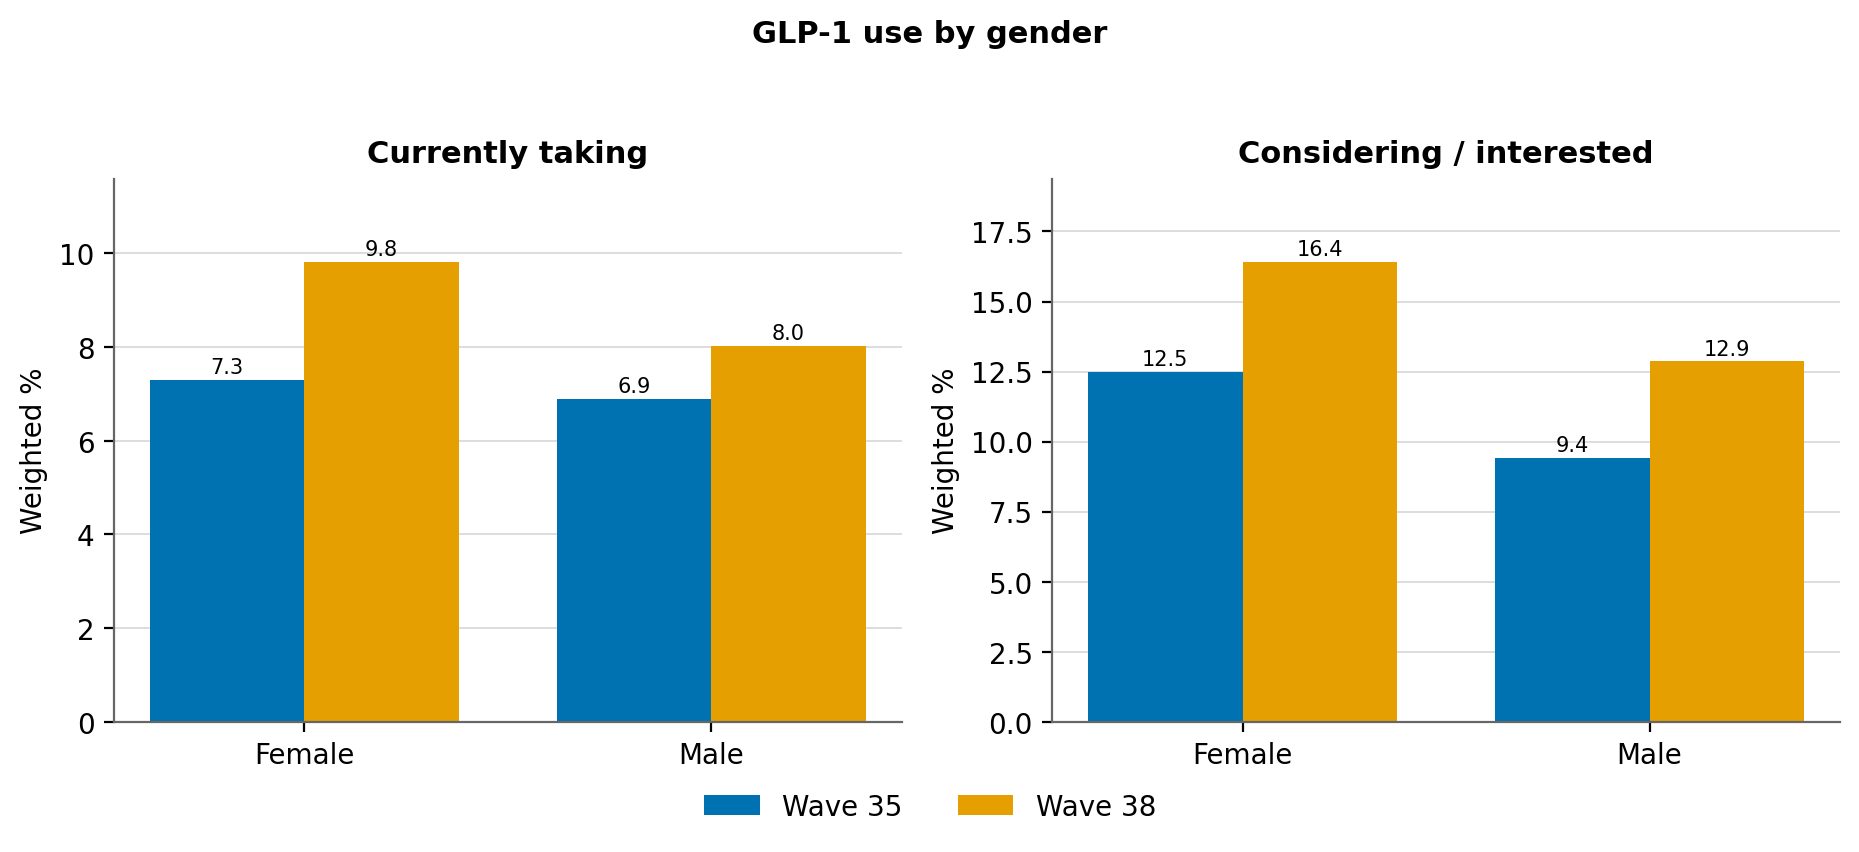 GLP-1 use by gender
Currently taking
Weighted %
10
8
6
4
2
0
9.8
7.3
8.0
6.9
Female
Male
Considering / interested
Weighted %
17.5
15.0
12.5
10.0
7.5
5.0
2.5
0.0
16.4
12.5
12.9
9.4
Female
Male
Wave 35
Wave 38